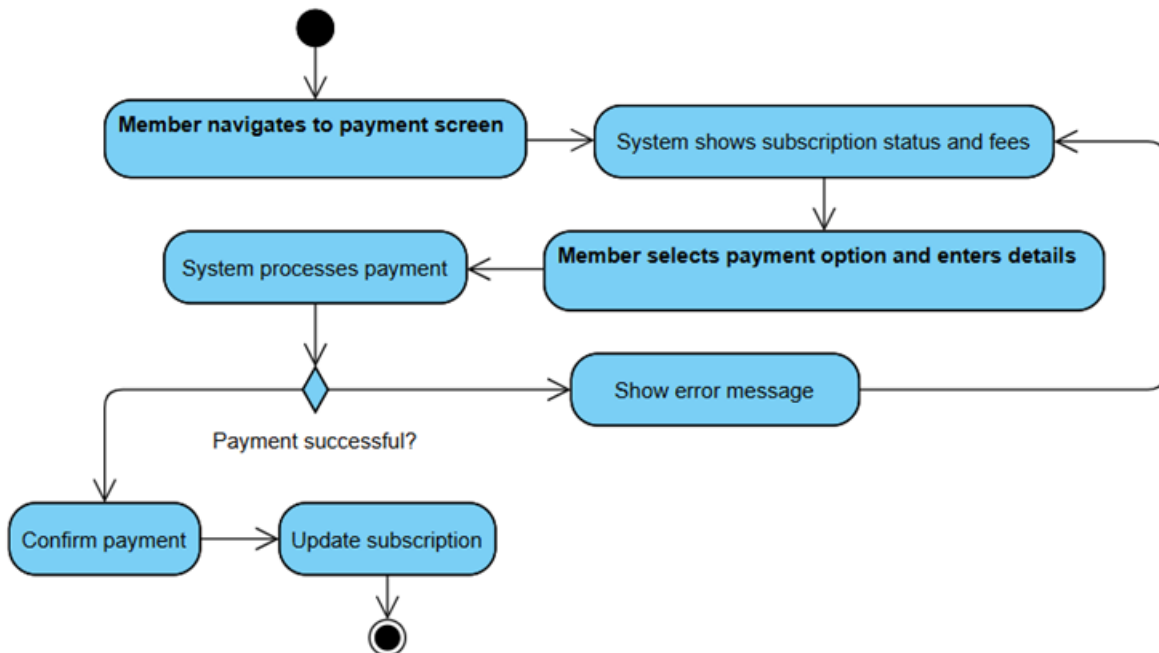 Member navigates to payment screen
System shows subscription status and fees
Member selects payment option and enters details
System processes payment
Show error message
Payment successful?
Confirm payment
Update subscription